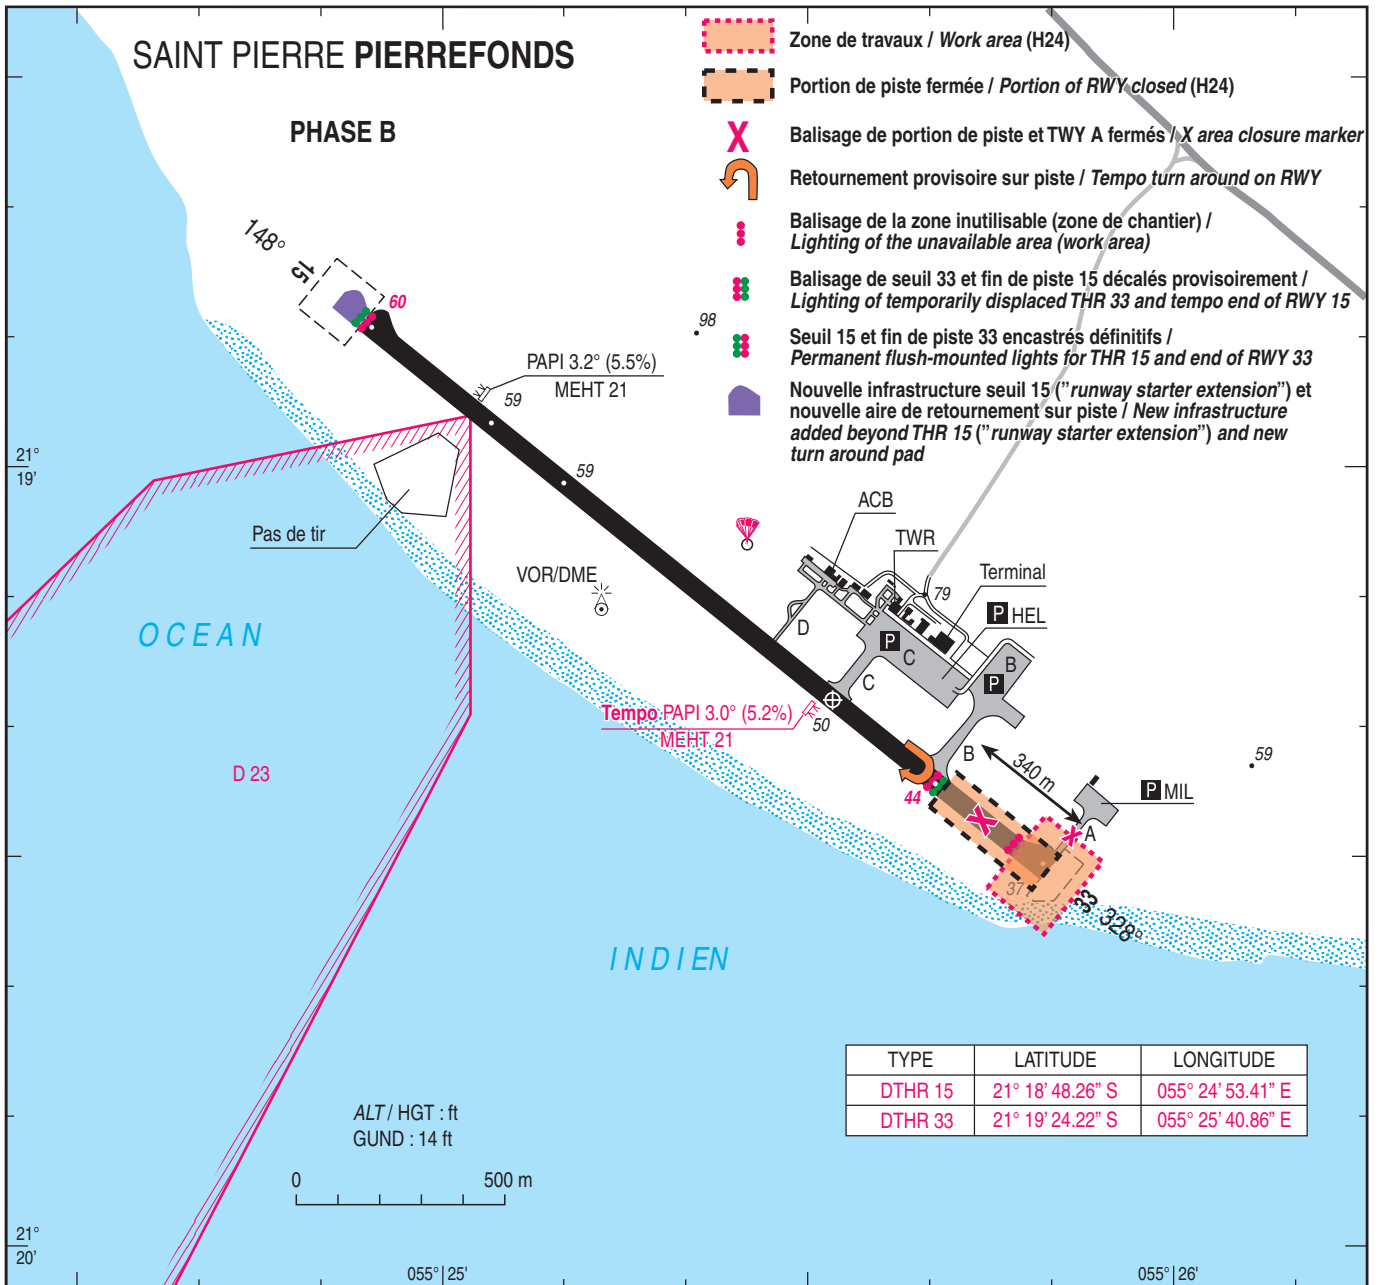 SAINT PIERRE PIERREFONDS
PHASE B
Zone de travaux / Work area (H24)
Portion de piste fermée / Portion of RWY closed (H24)
Balisage de portion de piste et TWY A fermés / X area closure marker
Retournement provisoire sur piste / Tempo turn around on RWY
Balisage de la zone inutilisable (zone de chantier) /
Lighting of the unavailable area (work area)
Balisage de seuil 33 et fin de piste 15 décalés provisoirement /
Lighting of temporarily displaced THR 33 and tempo end of RWY 15
Seuil 15 et fin de piste 33 encastrés définitifs /
Permanent flush-mounted lights for THR 15 and end of RWY 33
Nouvelle infrastructure seuil 15 (”runway starter extension”) et
nouvelle aire de retournement sur piste / New infrastructure
added beyond THR 15 (”runway starter extension”) and new
turn around pad
148°
15
60
98
PAPI 3.2° (5.5%)
MEHT 21
59
59
21°
19'
Pas de tir
ACB
TWR
Terminal
79
VOR/DME
P HEL
OCEAN
D
P
C
B
C
P
Tempo PAPI 3.0° (5.2%)
MEHT 21
50
B
340 m
59
D 23
44
P MIL
A
37
33
328°
INDIEN
TYPE LATITUDE LONGITUDE
DTHR 15 21° 18’ 48.26” S 055° 24’ 53.41” E
DTHR 33 21° 19’ 24.22” S 055° 25’ 40.86” E
ALT / HGT : ft
GUND : 14 ft
0 500 m
21°
20'
055° 25'
055° 26'